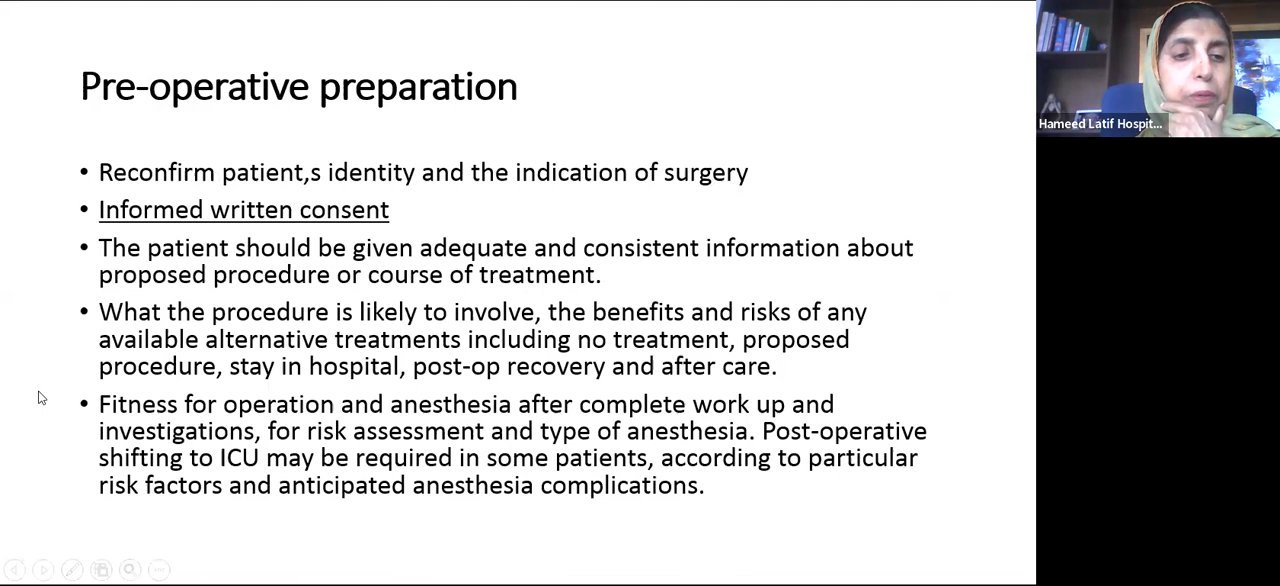 Pre-operative preparation
• Reconfirm patient,s identity and the indication of surgery
• Informed written consent
• The patient should be given adequate and consistent information about
proposed procedure or course of treatment.
• What the procedure is likely to involve, the benefits and risks of any
available alternative treatments including no treatment, proposed
procedure, stay in hospital, post-op recovery and after care.
• Fitness for operation and anesthesia after complete work up and
investigations, for risk assessment and type of anesthesia. Post-operative
shifting to ICU may be required in some patients, according to particular
risk factors and anticipated anesthesia complications.
Hameed Latif Hospit...